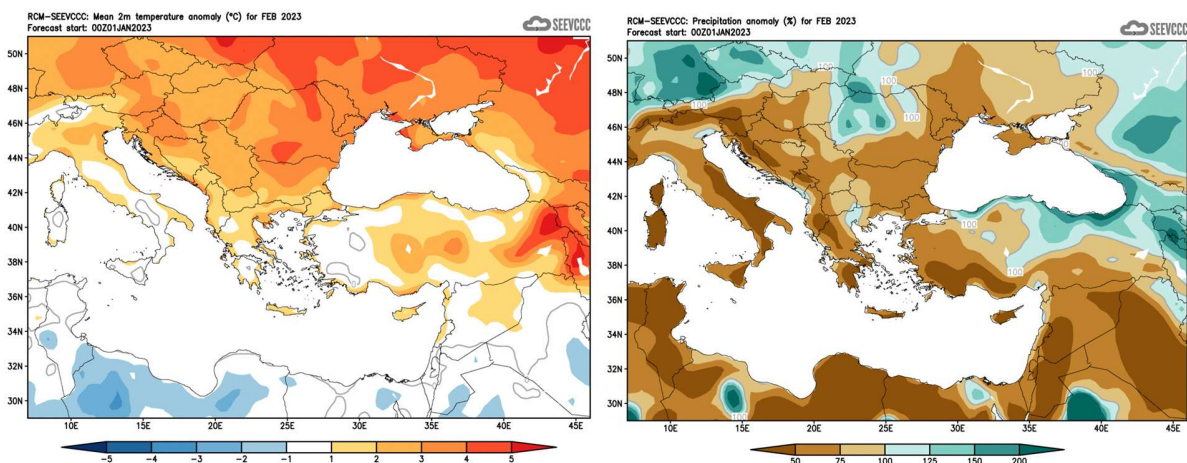 RCM-SEEVCCC: Mean 2m temperature anomaly (°C) for FEB 2023
Forecast start: 00Z01JAN2023
SEEVCCC
50N
48N
46N
44N
42N
40N
38N
36N
34N
32N
30N
10E
15E
20E
25E
30E
35E
40E
45E
-5
-4
-3
-2
-1
1
2
3
4
5
RCM-SEEVCCC: Precipitation anomaly (%) for FEB 2023
Forecast start: 00Z01JAN2023
SEEVCCC
50N
48N
46N
44N
42N
40N
38N
36N
34N
32N
30N
100
100
100
100
100
100
100
100
100
10E
15E
20E
25E
30E
35E
40E
45E
50
75
100
125
150
200